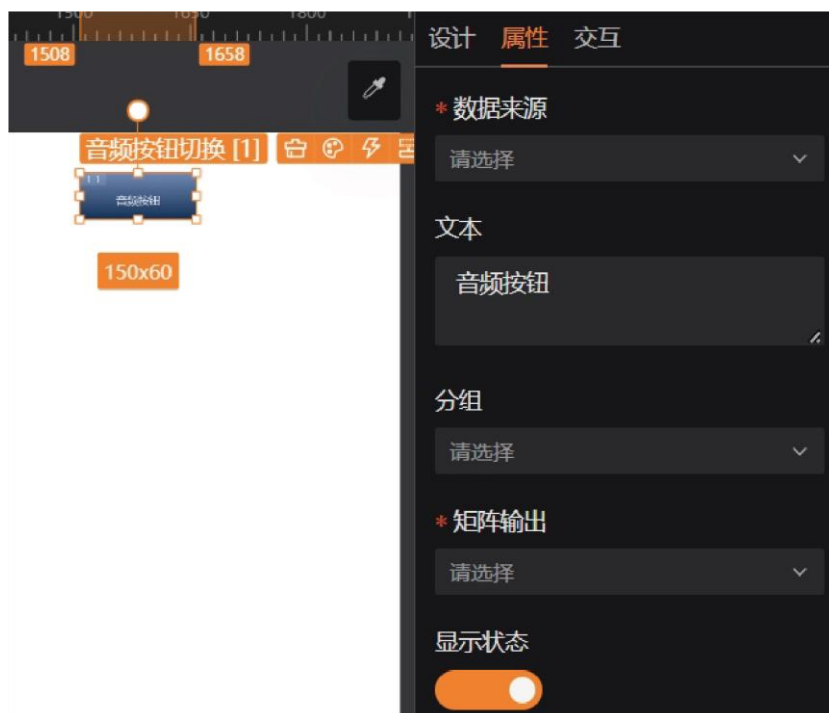 1500 1650 1800
1508 1658
音频按钮切换 [1]
音频按钮
150x60
设计 属性 交互
* 数据来源
请选择
文本
音频按钮
分组
请选择
* 矩阵输出
请选择
显示状态